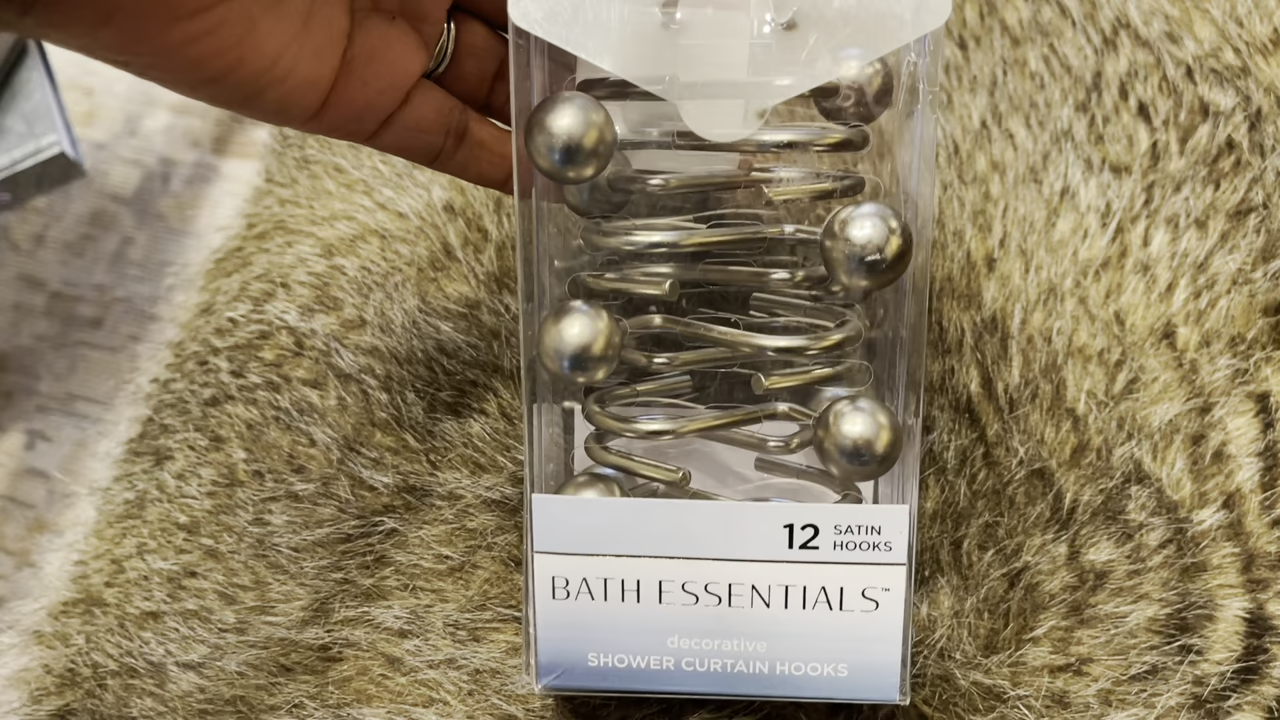 12 SATIN
HOOKS
BATH ESSENTIALS™
decorative
SHOWER CURTAIN HOOKS